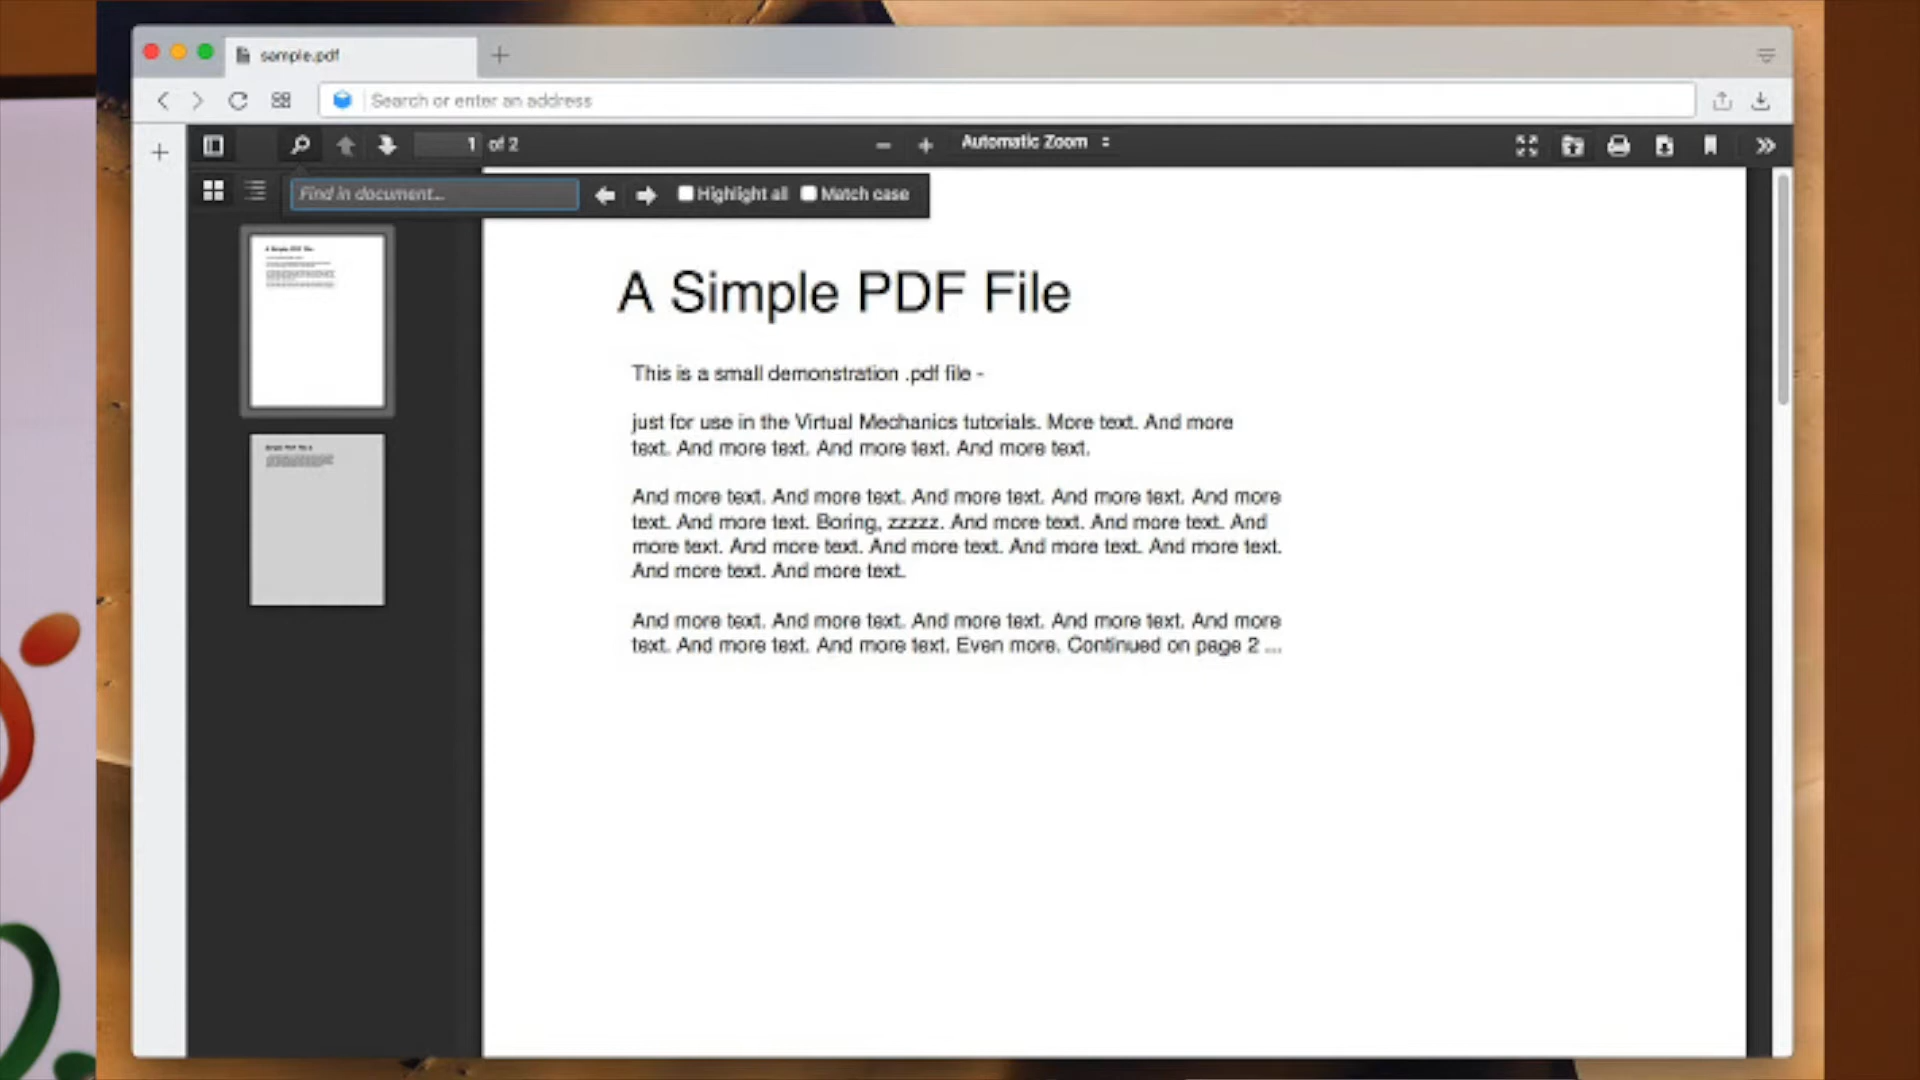 sample.pdf
Search or enter an address
1 of 2
Automatic Zoom
Find in document...
Highlight all
Match case
A Simple PDF File
This is a small demonstration .pdf file -
just for use in the Virtual Mechanics tutorials. More text. And more
text. And more text. And more text. And more text.
And more text. And more text. And more text. And more text. And more
text. And more text. Boring, zzzzz. And more text. And more text. And
more text. And more text. And more text. And more text. And more text.
And more text. And more text.
And more text. And more text. And more text. And more text. And more
text. And more text. And more text. Even more. Continued on page 2 ...